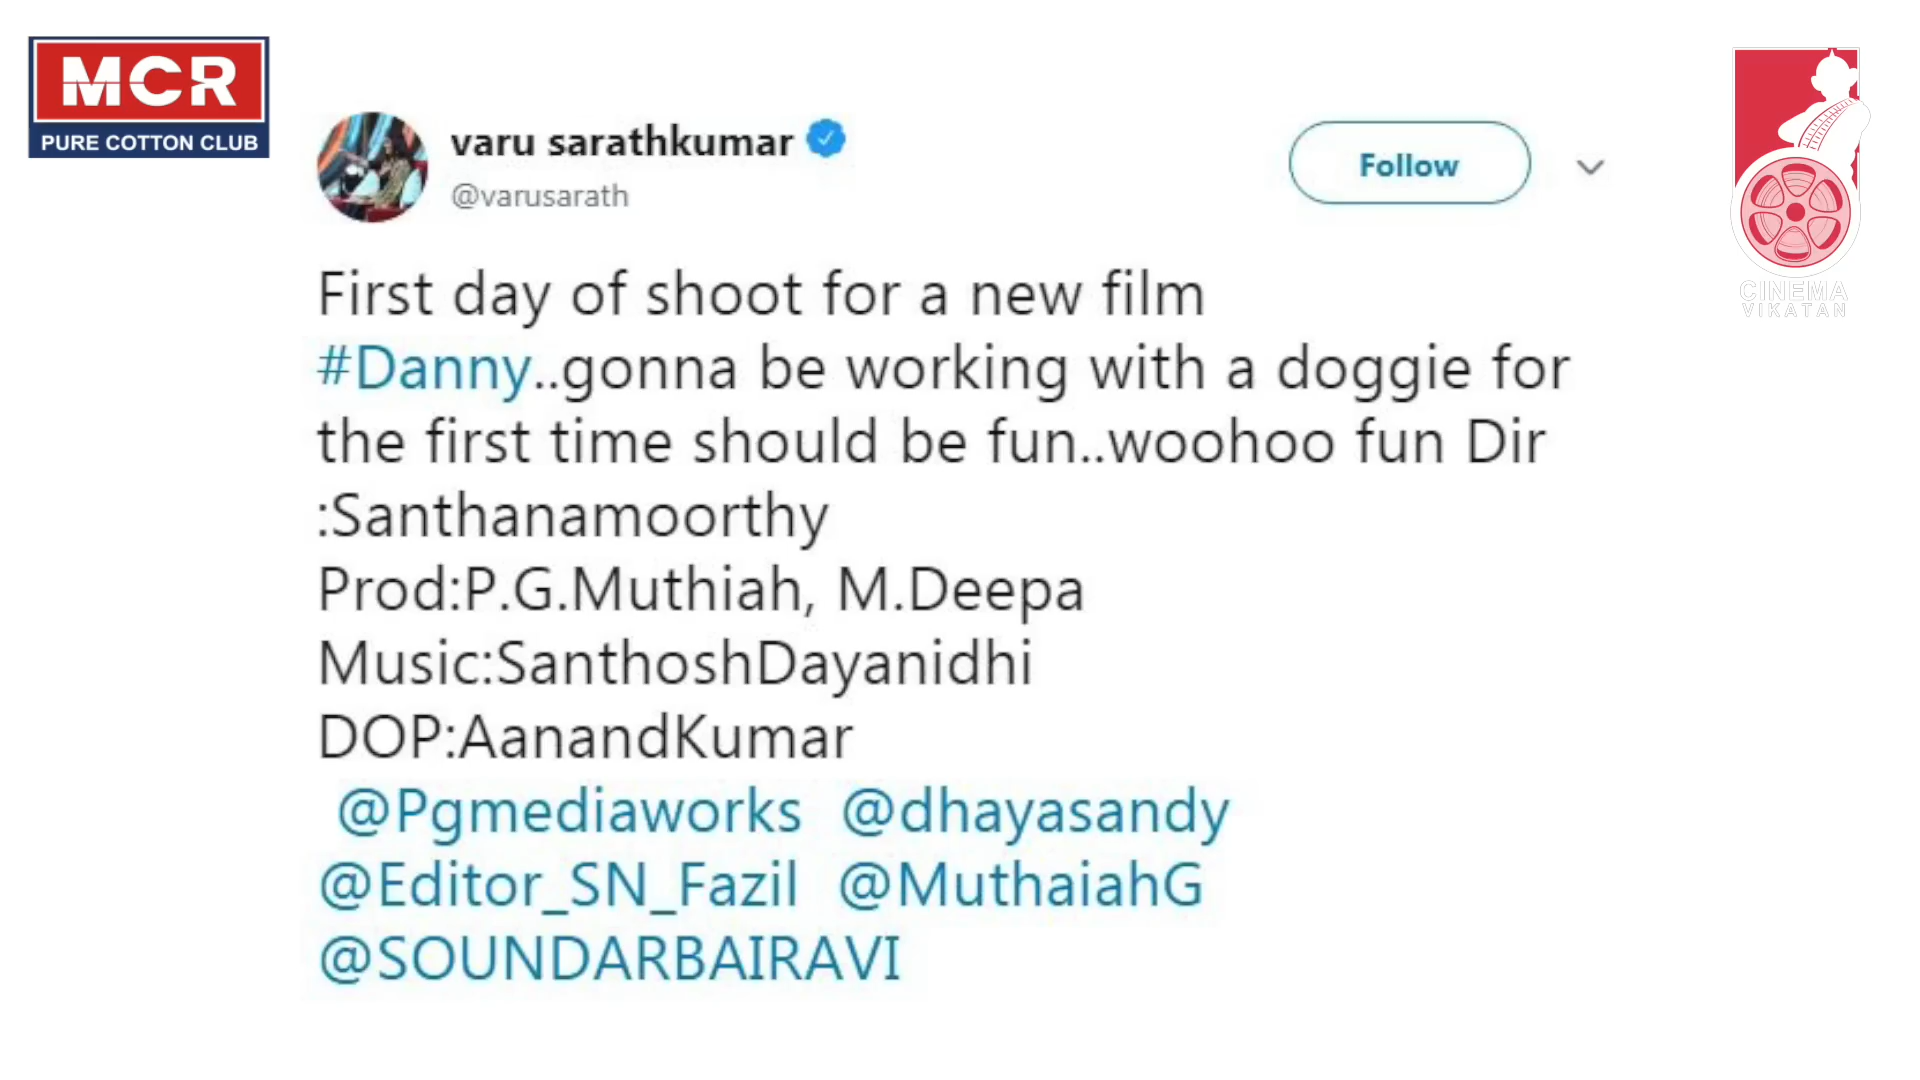 MCR
PURE COTTON CLUB
varu sarathkumar
@varusarath
Follow
First day of shoot for a new film
#Danny..gonna be working with a doggie for
the first time should be fun..woohoo fun Dir
:Santhanamoorthy
Prod:P.G.Muthiah, M.Deepa
Music:SanthoshDayanidhi
DOP:AanandKumar
@Pgmediaworks @dhayasandy
@Editor_SN_Fazil @MuthaiahG
@SOUNDARBAIRAVI
CINEMA
VIKATAN